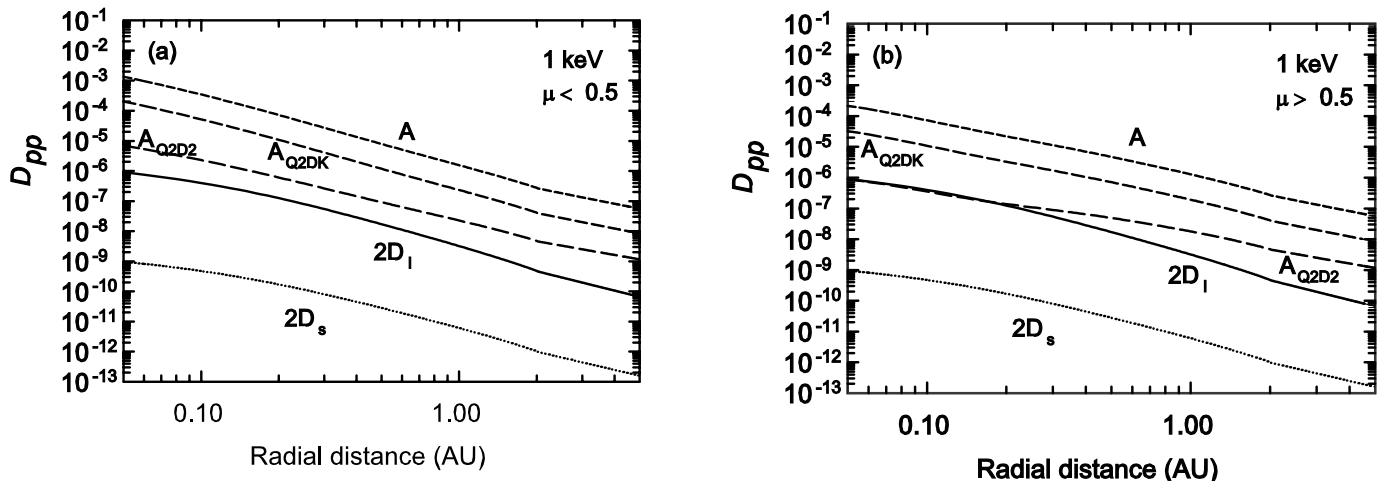 (a)
1 keV
μ < 0.5
D_pp
10^-1
10^-2
10^-3
10^-4
10^-5
10^-6
10^-7
10^-8
10^-9
10^-10
10^-11
10^-12
10^-13
A
A_Q2D2
A_Q2DK
2D_l
2D_s
0.10
1.00
Radial distance (AU)
(b)
1 keV
μ > 0.5
D_pp
10^-1
10^-2
10^-3
10^-4
10^-5
10^-6
10^-7
10^-8
10^-9
10^-10
10^-11
10^-12
10^-13
A
A_Q2DK
A_Q2D2
2D_l
2D_s
0.10
1.00
Radial distance (AU)